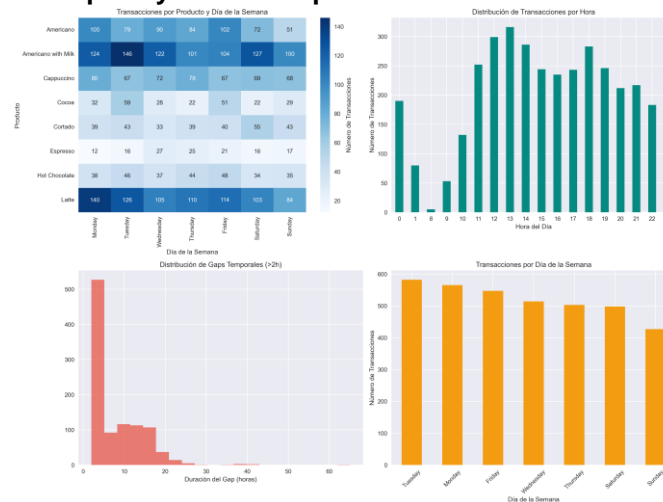 Transacciones por Producto y Día de la Semana
Producto
Americano 105 79 90 84 102 72 51
Americano with Milk 124 146 122 101 104 127 100
Cappuccino 67 72 78 67 69 68
Cocoa 32 59 28 22 51 22 29
Cortado 39 43 33 39 40 55 43
Espresso 12 16 27 25 21 16 17
Hot Chocolate 38 46 37 44 48 34 35
Latte 140 126 105 110 114 103 84
Monday Tuesday Wednesday Thursday Friday Saturday Sunday
Día de la Semana
140
120
100
80
60
40
20
Número de Transacciones
Distribución de Transacciones por Hora
Número de Transacciones
300
250
200
150
100
50
0
0 1 8 9 10 11 12 13 14 15 16 17 18 19 20 21 22
Hora del Día
Distribución de Gaps Temporales (>2h)
500
400
300
200
100
0
0 10 20 30 40 50 60
Duración del Gap (horas)
Transacciones por Día de la Semana
Número de Transacciones
600
500
400
300
200
100
0
Tuesday Monday Friday Wednesday Thursday Saturday Sunday
Día de la Semana